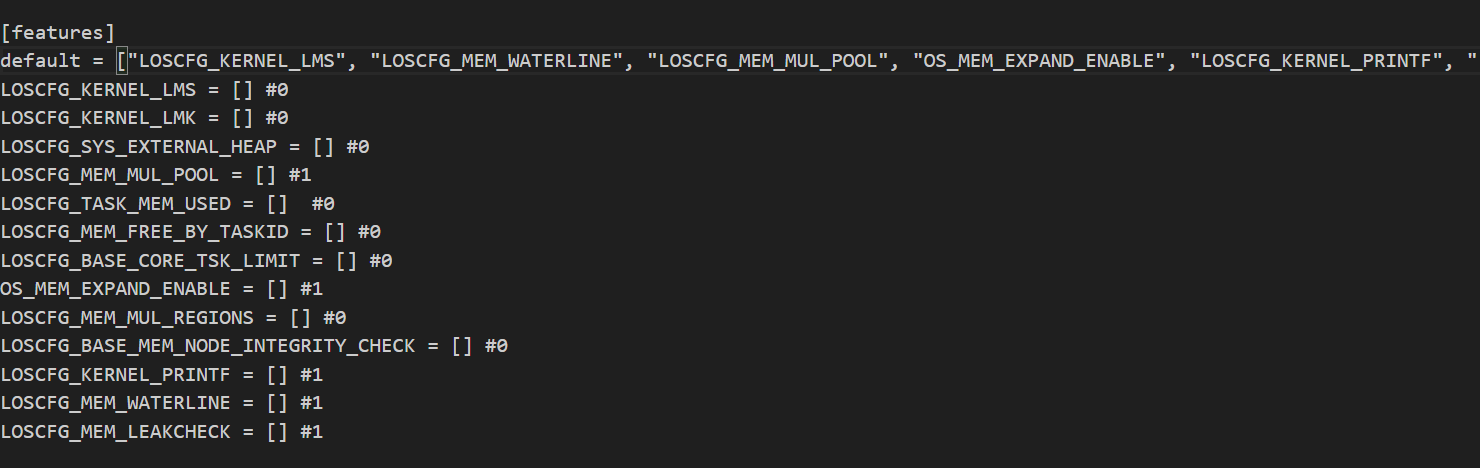 [features]
default = ["LOSCFG_KERNEL_LMS", "LOSCFG_MEM_WATERLINE", "LOSCFG_MEM_MUL_POOL", "OS_MEM_EXPAND_ENABLE", "LOSCFG_KERNEL_PRINTF", "
LOSCFG_KERNEL_LMS = [] #0
LOSCFG_KERNEL_LMK = [] #0
LOSCFG_SYS_EXTERNAL_HEAP = [] #0
LOSCFG_MEM_MUL_POOL = [] #1
LOSCFG_TASK_MEM_USED = []  #0
LOSCFG_MEM_FREE_BY_TASKID = [] #0
LOSCFG_BASE_CORE_TSK_LIMIT = [] #0
OS_MEM_EXPAND_ENABLE = [] #1
LOSCFG_MEM_MUL_REGIONS = [] #0
LOSCFG_BASE_MEM_NODE_INTEGRITY_CHECK = [] #0
LOSCFG_KERNEL_PRINTF = [] #1
LOSCFG_MEM_WATERLINE = [] #1
LOSCFG_MEM_LEAKCHECK = [] #1